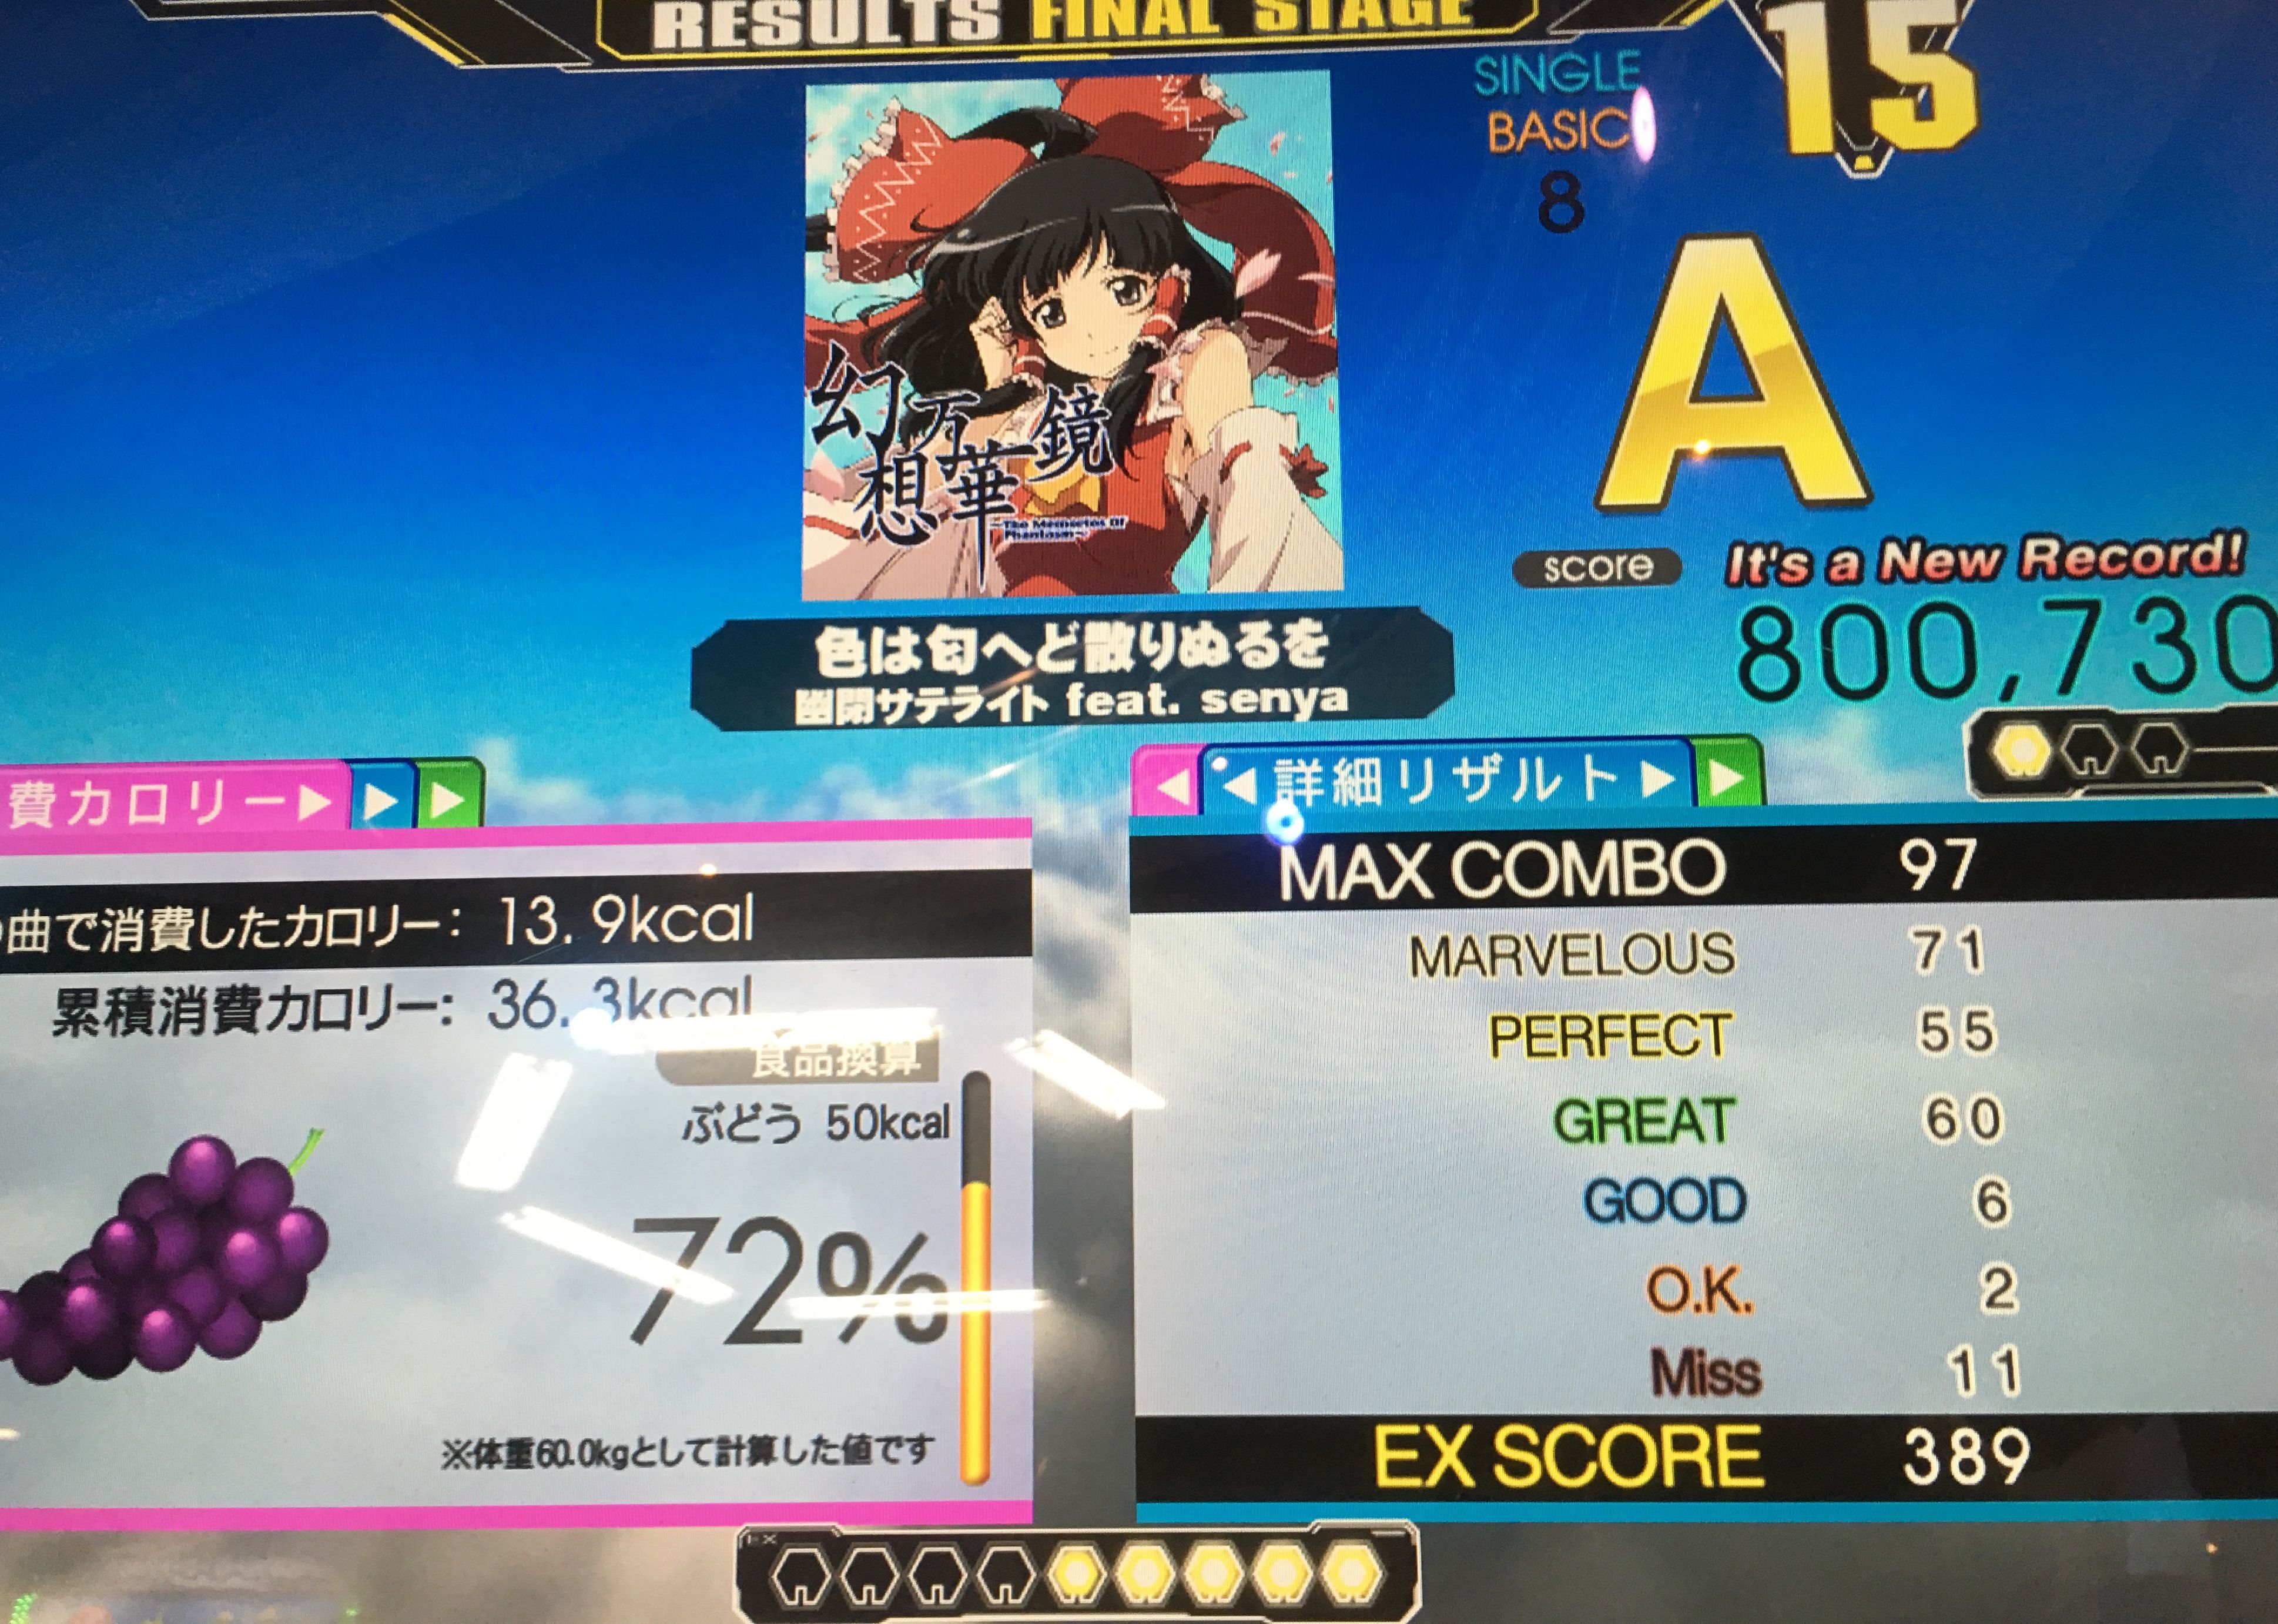 RESULTS FINAL STAGE
15
SINGLE
BASIC
8
A
幻想万華鏡
~The Memories Of
Phantasm~
score
It's a New Record!
800,730
色は匂へど散りぬるを
幽閉サテライト feat. senya
費カロリー
曲で消費したカロリー: 13.9kcal
累積消費カロリー: 36.3kcal
食品換算
ぶどう 50kcal
72%
※体重60.0kgとして計算した値です
詳細リザルト
MAX COMBO 97
MARVELOUS 71
PERFECT 55
GREAT 60
GOOD 6
O.K. 2
Miss 11
EX SCORE 389
EX